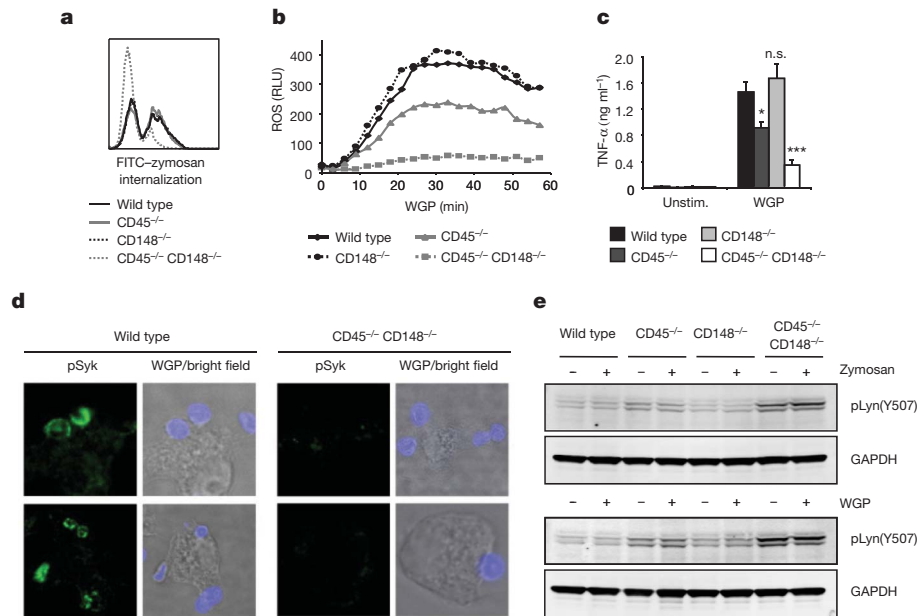 a
FITC–zymosan
internalization
Wild type
CD45–/–
CD148–/–
CD45–/– CD148–/–
b
ROS (RLU)
400
300
200
100
0
0 10 20 30 40 50 60
WGP (min)
Wild type CD45–/–
CD148–/– CD45–/– CD148–/–
c
TNF-α (ng ml–1)
2.0
1.6
1.2
0.8
0.4
0
n.s.
*
***
Unstim. WGP
Wild type CD148–/–
CD45–/– CD45–/– CD148–/–
d
Wild type CD45–/– CD148–/–
pSyk WGP/bright field pSyk WGP/bright field
e
Wild type CD45–/– CD148–/– CD45–/– CD148–/–
– + – + – + – + Zymosan
pLyn(Y507)
GAPDH
– + – + – + – + WGP
pLyn(Y507)
GAPDH